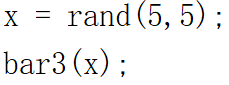 x = rand(5,5);
bar3(x);